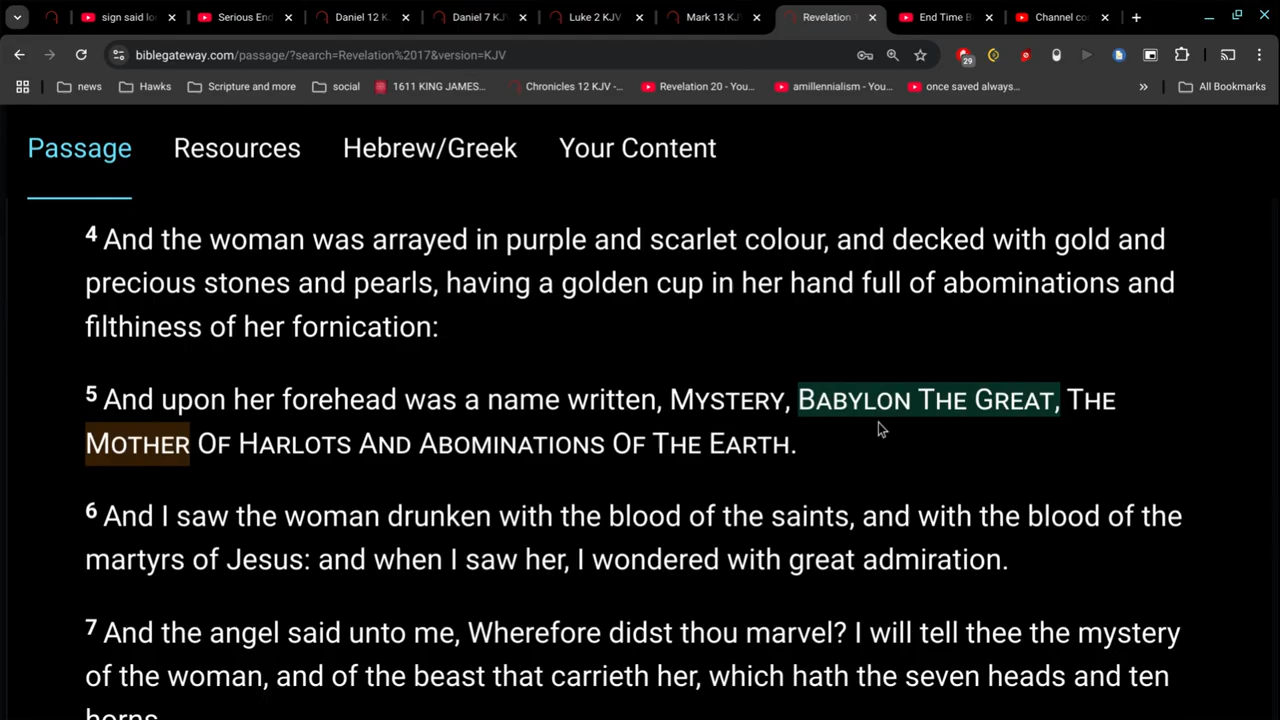 sign said lo
Serious End
Daniel 12 KJ
Daniel 7 KJV
Luke 2 KJV
Mark 13 KJV
Revelation 1
End Time B
Channel co
biblegateway.com/passage/?search=Revelation%2017&version=KJV
29
news
Hawks
Scripture and more
social
1611 KING JAMES...
Chronicles 12 KJV -...
Revelation 20 - You...
amillennialism - You...
once saved always...
»
All Bookmarks
Passage
Resources
Hebrew/Greek
Your Content
4 And the woman was arrayed in purple and scarlet colour, and decked with gold and
precious stones and pearls, having a golden cup in her hand full of abominations and
filthiness of her fornication:
5 And upon her forehead was a name written, Mystery, Babylon The Great, The
Mother Of Harlots And Abominations Of The Earth.
6 And I saw the woman drunken with the blood of the saints, and with the blood of the
martyrs of Jesus: and when I saw her, I wondered with great admiration.
7 And the angel said unto me, Wherefore didst thou marvel? I will tell thee the mystery
of the woman, and of the beast that carrieth her, which hath the seven heads and ten
horns.